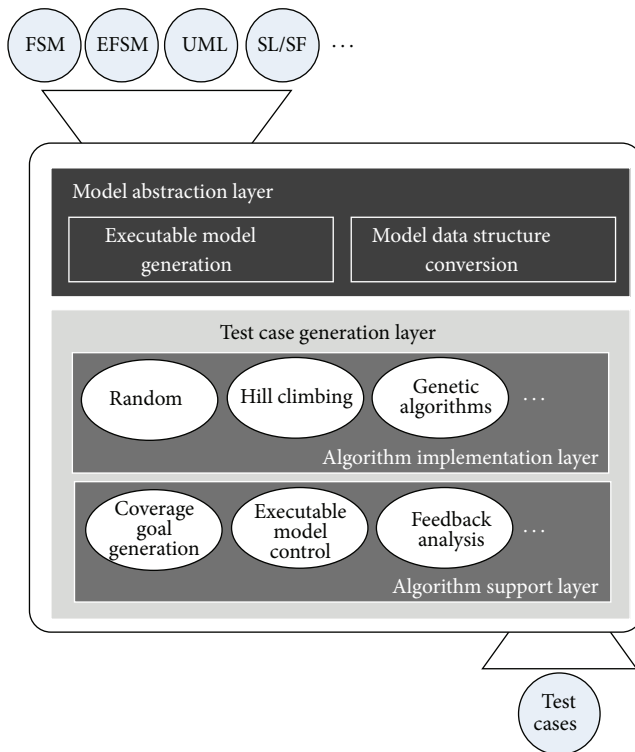 FSM EFSM UML SL/SF ...
Model abstraction layer
Executable model
generation
Model data structure
conversion
Test case generation layer
Random
Hill climbing
Genetic
algorithms
...
Algorithm implementation layer
Coverage
goal
generation
Executable
model
control
Feedback
analysis
...
Algorithm support layer
Test
cases